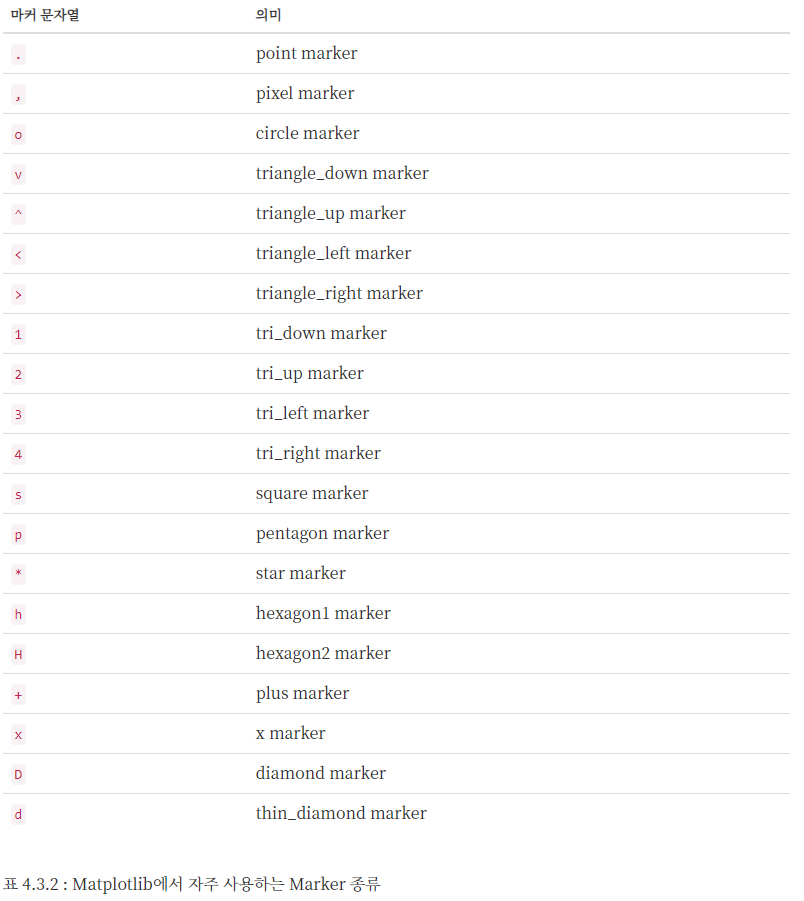 마커 문자열 의미
. point marker
, pixel marker
o circle marker
v triangle_down marker
^ triangle_up marker
< triangle_left marker
> triangle_right marker
1 tri_down marker
2 tri_up marker
3 tri_left marker
4 tri_right marker
s square marker
p pentagon marker
* star marker
h hexagon1 marker
H hexagon2 marker
+ plus marker
x x marker
D diamond marker
d thin_diamond marker
표 4.3.2 : Matplotlib에서 자주 사용하는 Marker 종류